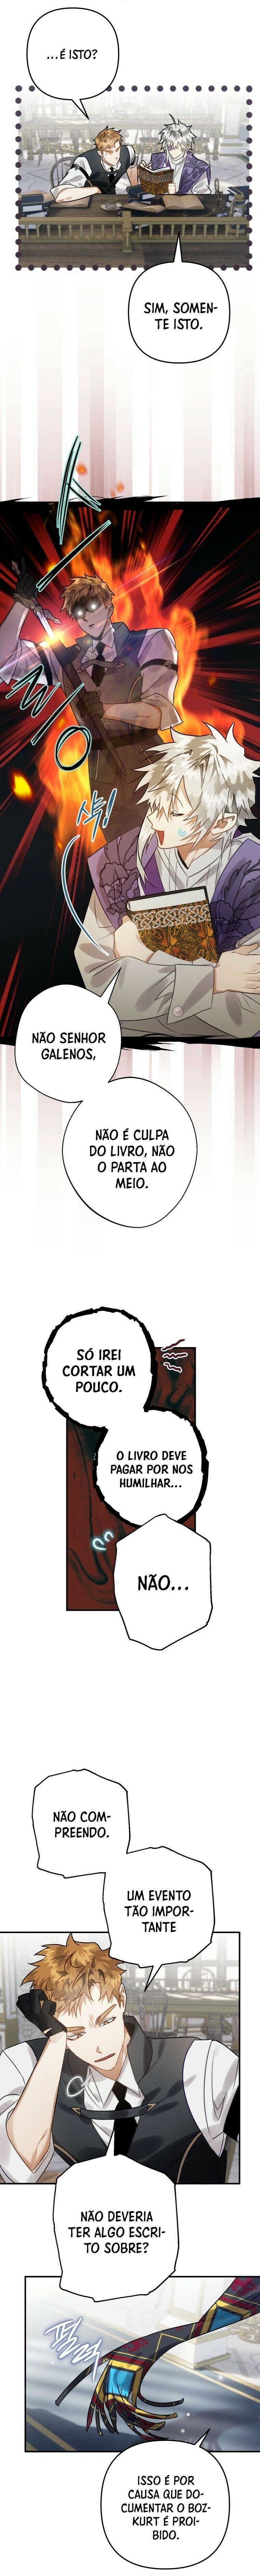 ...É ISTO?
SIM, SOMEN-
TE ISTO.
샥!
NÃO SENHOR
GALENOS,
NÃO É CULPA
DO LIVRO, NÃO
O PARTA AO
MEIO.
SÓ IREI
CORTAR UM
POUCO.
O LIVRO DEVE
PAGAR POR NOS
HUMILHAR...
NÃO...
NÃO COM-
PREENDO.
UM EVENTO
TÃO IMPOR-
TANTE
NÃO DEVERIA
TER ALGO ESCRI-
TO SOBRE?
ISSO É POR
CAUSA QUE DO-
CUMENTAR O BOZ-
KURT É PROI-
BIDO.